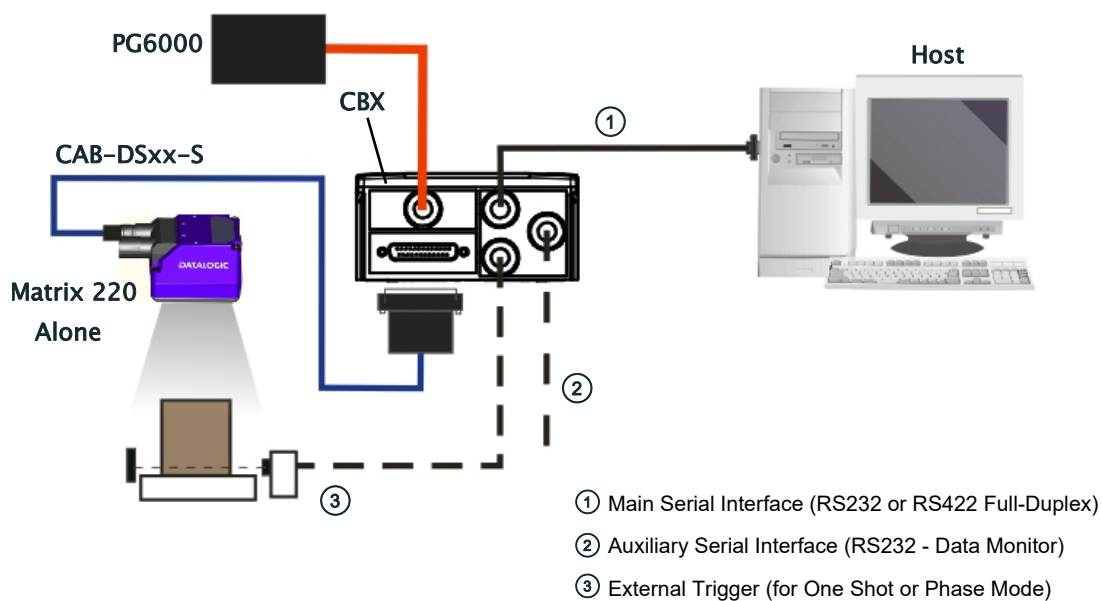 PG6000
Host
CBX
①
CAB-DSxx-S
DATALOGIC
Matrix 220
Alone
②
③
① Main Serial Interface (RS232 or RS422 Full-Duplex)
② Auxiliary Serial Interface (RS232 - Data Monitor)
③ External Trigger (for One Shot or Phase Mode)